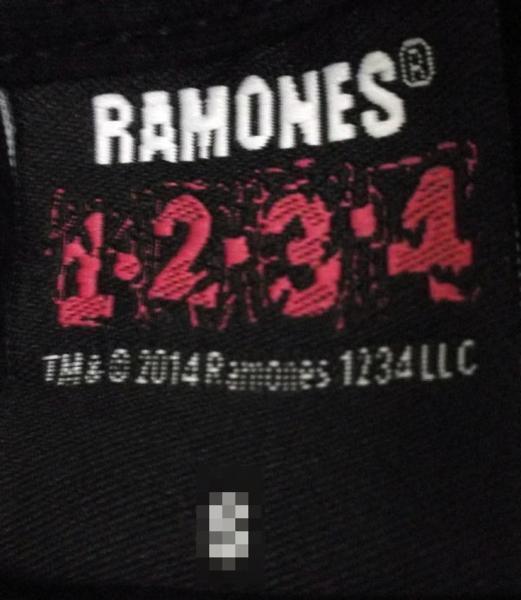 RAMONES®
1·2·3·4
TM & © 2014 Ramones 1234 LLC